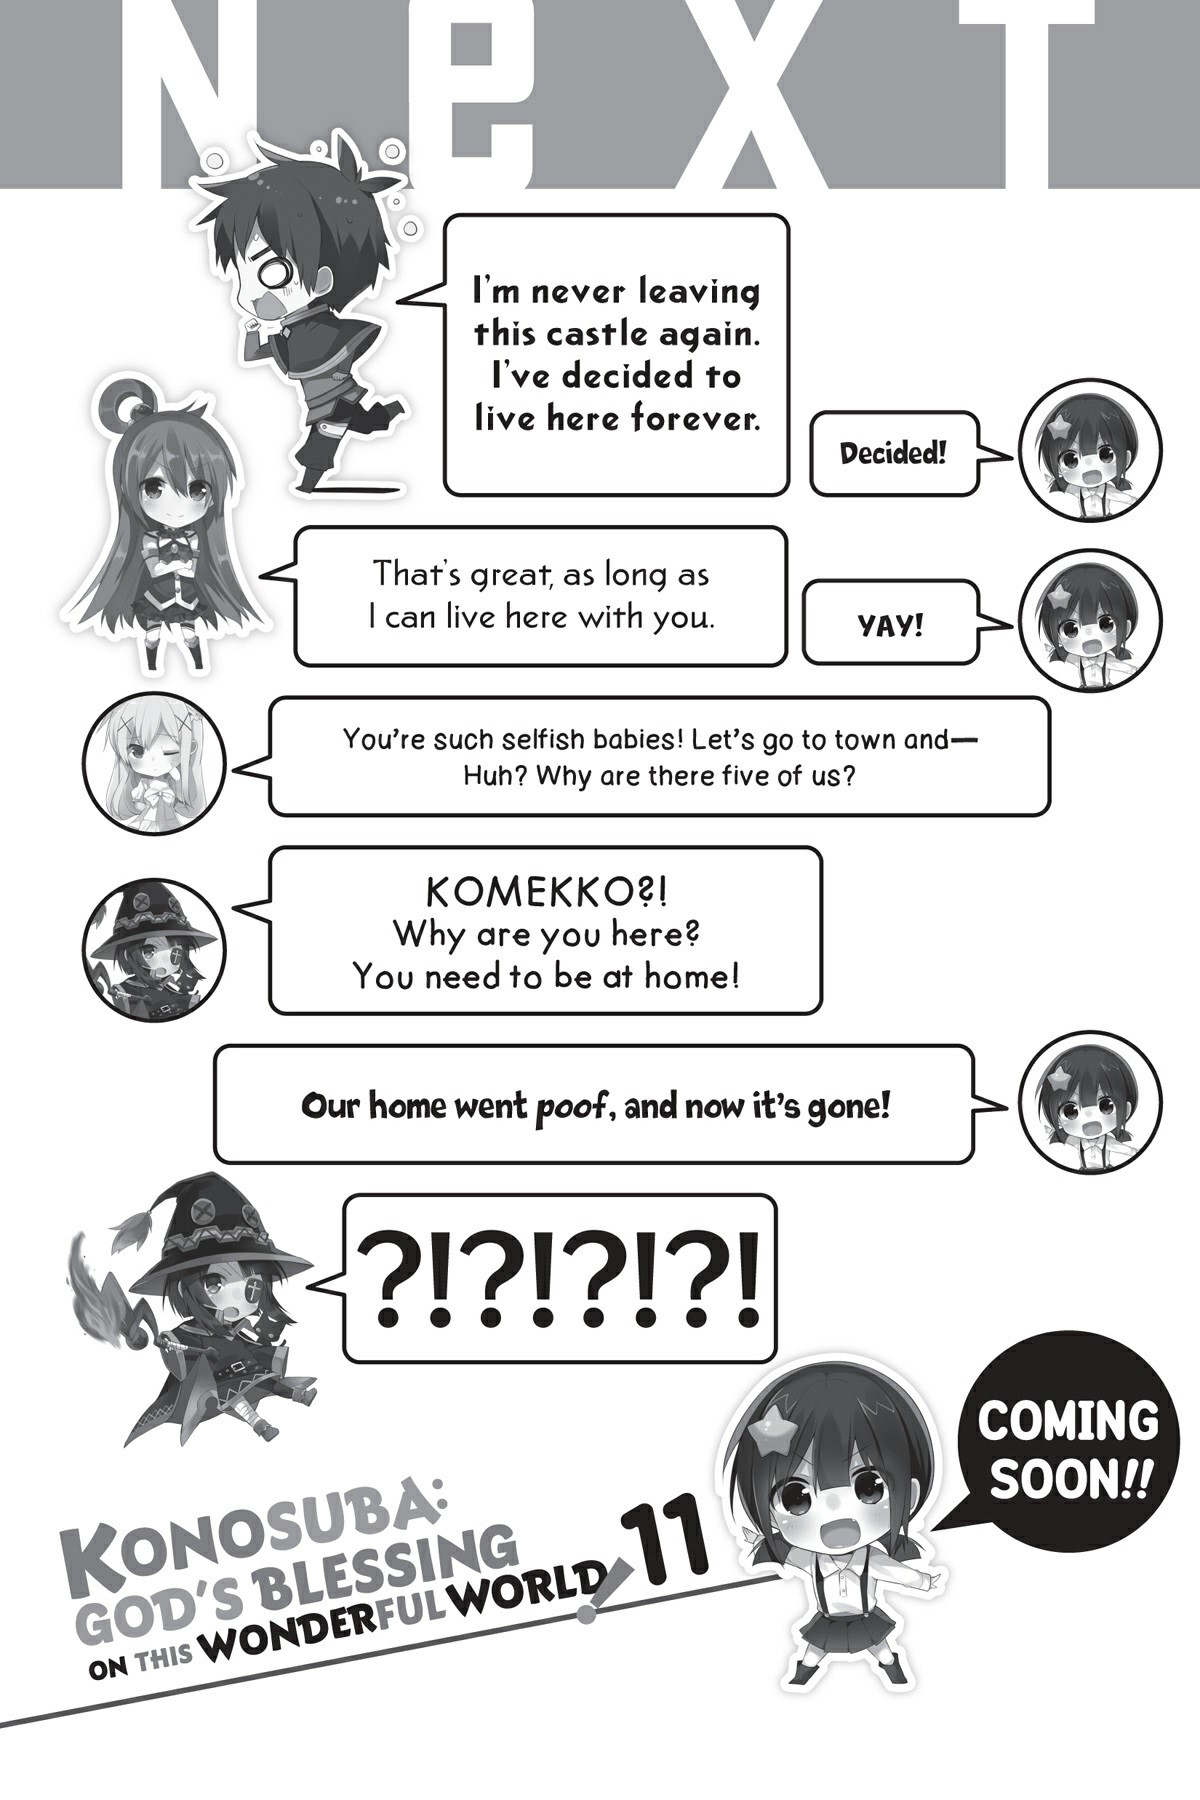 NeXT
I'm never leaving
this castle again.
I've decided to
live here forever.
Decided!
That's great, as long as
I can live here with you.
YAY!
You're such selfish babies! Let's go to town and—
Huh? Why are there five of us?
KOMEKKO?!
Why are you here?
You need to be at home!
Our home went poof, and now it's gone!
?!?!?!?!
COMING
SOON!!
KONOSUBA:
GOD'S BLESSING
ON THIS WONDERFUL WORLD! 11